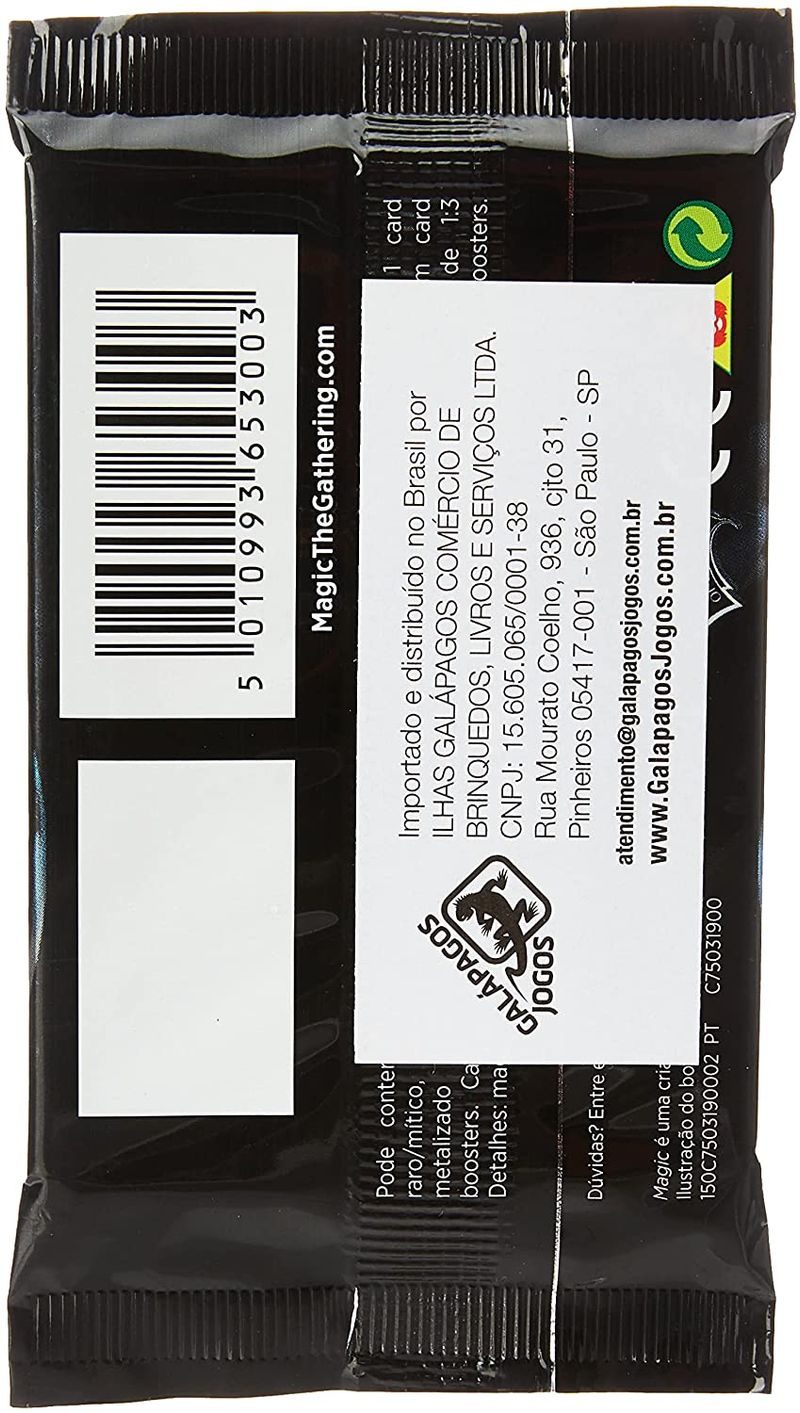 5 010993 653003
MagicTheGathering.com
1 card
card
de 1:3
boosters.
Importado e distribuído no Brasil por
ILHAS GALÁPAGOS COMÉRCIO DE
BRINQUEDOS, LIVROS E SERVIÇOS LTDA.
CNPJ: 15.605.065/0001-38
Rua Mourato Coelho, 936, cjto 31,
Pinheiros 05417-001 - São Paulo - SP
atendimento@galapagosjogos.com.br
www.GalapagosJogos.com.br
GALÁPAGOS
JOGOS
Pode conter
raro/mítico,
metalizado
boosters. Ca
Detalhes: ma
Dúvidas? Entre e
Magic é uma cria
Ilustração do bo
150C7503190002 PT C75031900